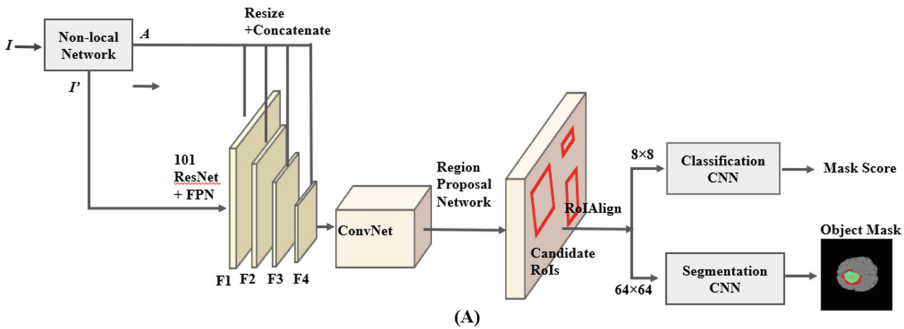 I
Non-local
Network
A
I'
Resize
+Concatenate
101
ResNet
+ FPN
F1
F2
F3
F4
ConvNet
Region
Proposal
Network
Candidate
RoIs
RoIAlign
8×8
64×64
Classification
CNN
Mask Score
Segmentation
CNN
Object Mask
(A)